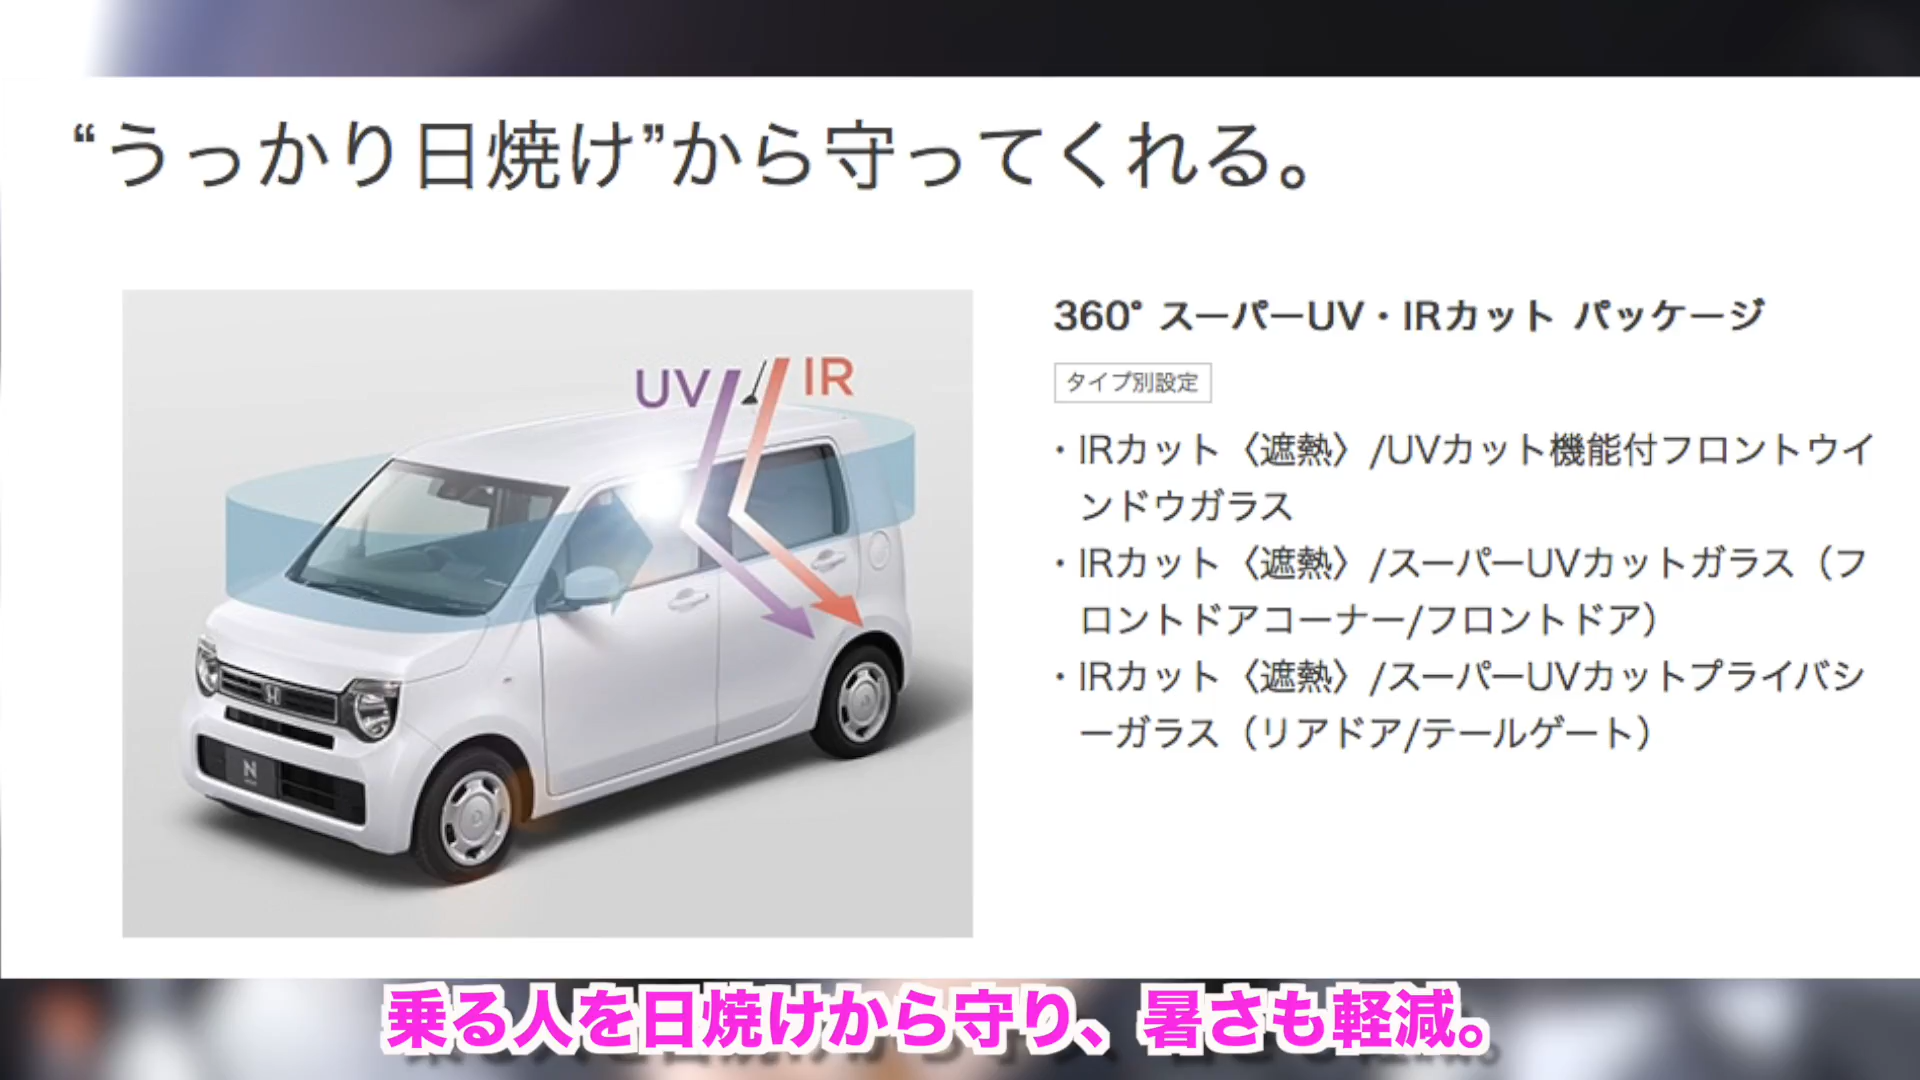 “うっかり日焼け”から守ってくれる。
UV
IR
360° スーパーUV・IRカット パッケージ
タイプ別設定
・IRカット〈遮熱〉/UVカット機能付フロントウイ
ンドウガラス
・IRカット〈遮熱〉/スーパーUVカットガラス（フ
ロントドアコーナー/フロントドア）
・IRカット〈遮熱〉/スーパーUVカットプライバシ
ーガラス（リアドア/テールゲート）
N
乗る人を日焼けから守り、暑さも軽減。